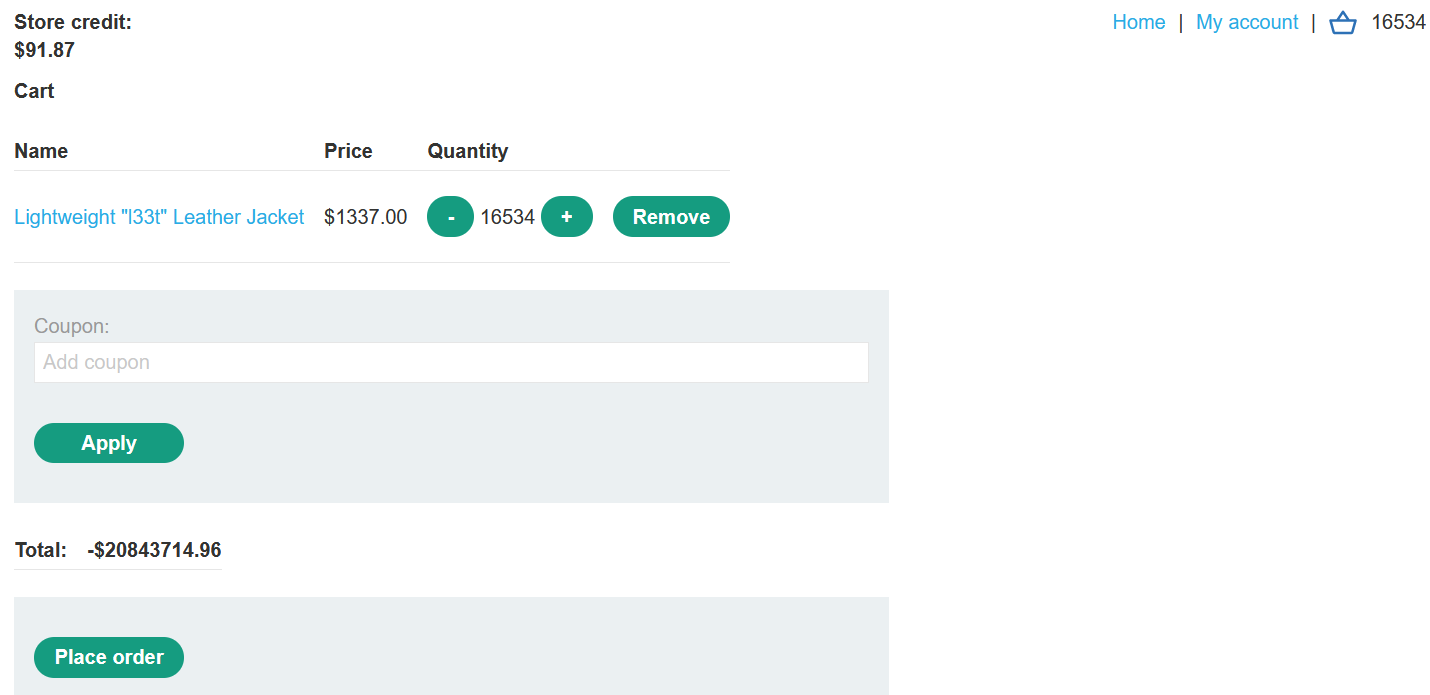 Store credit:
$91.87
Home | My account | 16534
Cart
Name Price Quantity
Lightweight "l33t" Leather Jacket $1337.00 - 16534 + Remove
Coupon:
Add coupon
Apply
Total: -$20843714.96
Place order